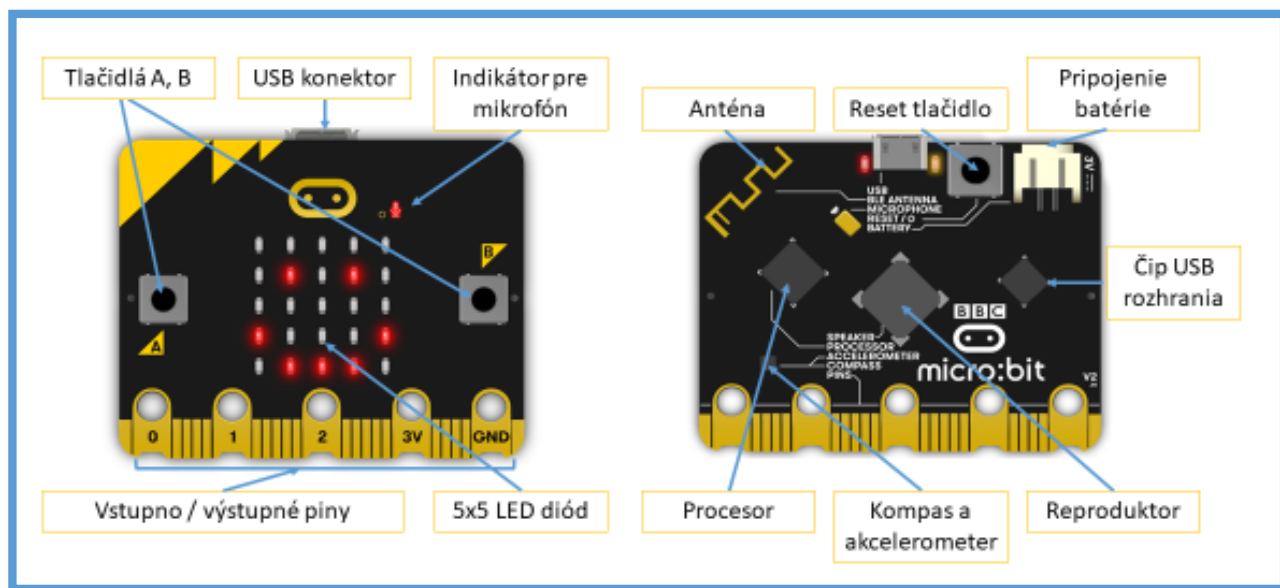 Tlačidlá A, B
USB konektor
Indikátor pre
mikrofón
Anténa
Reset tlačidlo
Pripojenie
batérie
3V
USB
BLE ANTENNA
MICROPHONE
RESET / 
BATTERY
B
A
Čip USB
rozhrania
BBC
micro:bit
SPEAKER
PROCESSOR
ACCELEROMETER
COMPASS
PINS
V2
0
1
2
3V
GND
Vstupno / výstupné piny
5x5 LED diód
Procesor
Kompas a
akcelerometer
Reproduktor